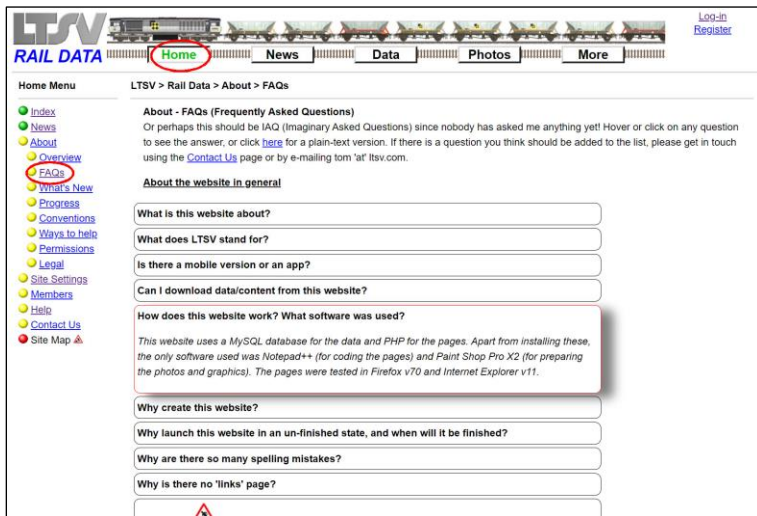 LTSV
RAIL DATA
Home
News
Data
Photos
More
Log-in
Register
Home Menu
Index
News
About
Overview
FAQs
What's New
Progress
Conventions
Ways to help
Permissions
Legal
Site Settings
Members
Help
Contact Us
Site Map
LTSV > Rail Data > About > FAQs
About - FAQs (Frequently Asked Questions)
Or perhaps this should be IAQ (Imaginary Asked Questions) since nobody has asked me anything yet! Hover or click on any question
to see the answer, or click here for a plain-text version. If there is a question you think should be added to the list, please get in touch
using the Contact Us page or by e-mailing tom 'at' ltsv.com.
About the website in general
What is this website about?
What does LTSV stand for?
Is there a mobile version or an app?
Can I download data/content from this website?
How does this website work? What software was used?
This website uses a MySQL database for the data and PHP for the pages. Apart from installing these,
the only software used was Notepad++ (for coding the pages) and Paint Shop Pro X2 (for preparing
the photos and graphics). The pages were tested in Firefox v70 and Internet Explorer v11.
Why create this website?
Why launch this website in an un-finished state, and when will it be finished?
Why are there so many spelling mistakes?
Why is there no 'links' page?